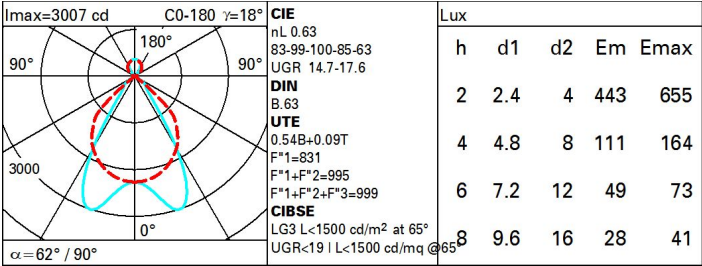 Imax=3007 cd C0-180 γ=18°
180°
90° 90°
3000
0°
α=62° / 90°
CIE
nL 0.63
83-99-100-85-63
UGR 14.7-17.6
DIN
B.63
UTE
0.54B+0.09T
F"1=831
F"1+F"2=995
F"1+F"2+F"3=999
CIBSE
LG3 L<1500 cd/m² at 65°
UGR<19 | L<1500 cd/mq @65°
Lux
h d1 d2 Em Emax
2 2.4 4 443 655
4 4.8 8 111 164
6 7.2 12 49 73
8 9.6 16 28 41